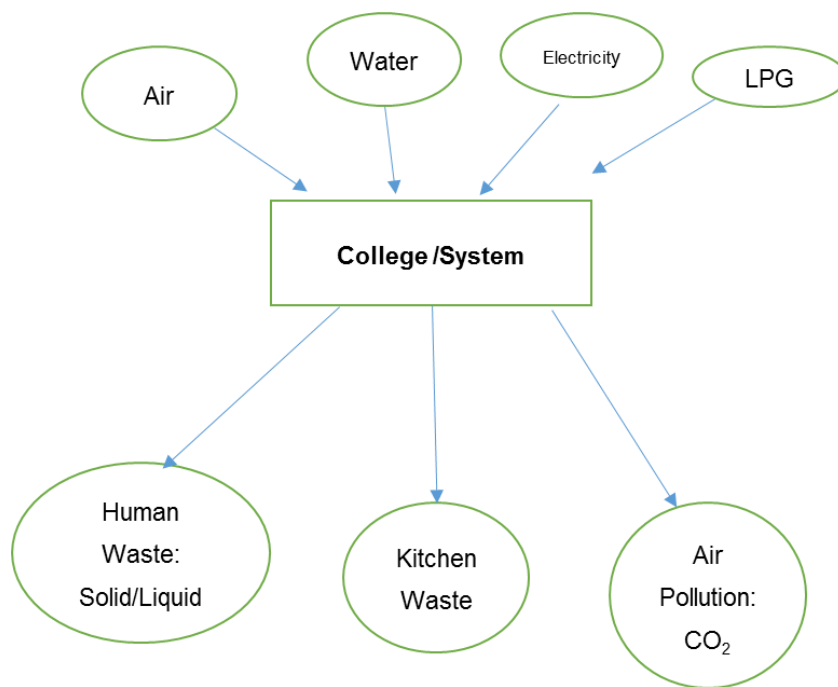 Air
Water
Electricity
LPG
College /System
Human
Waste:
Solid/Liquid
Kitchen
Waste
Air
Pollution:
CO₂